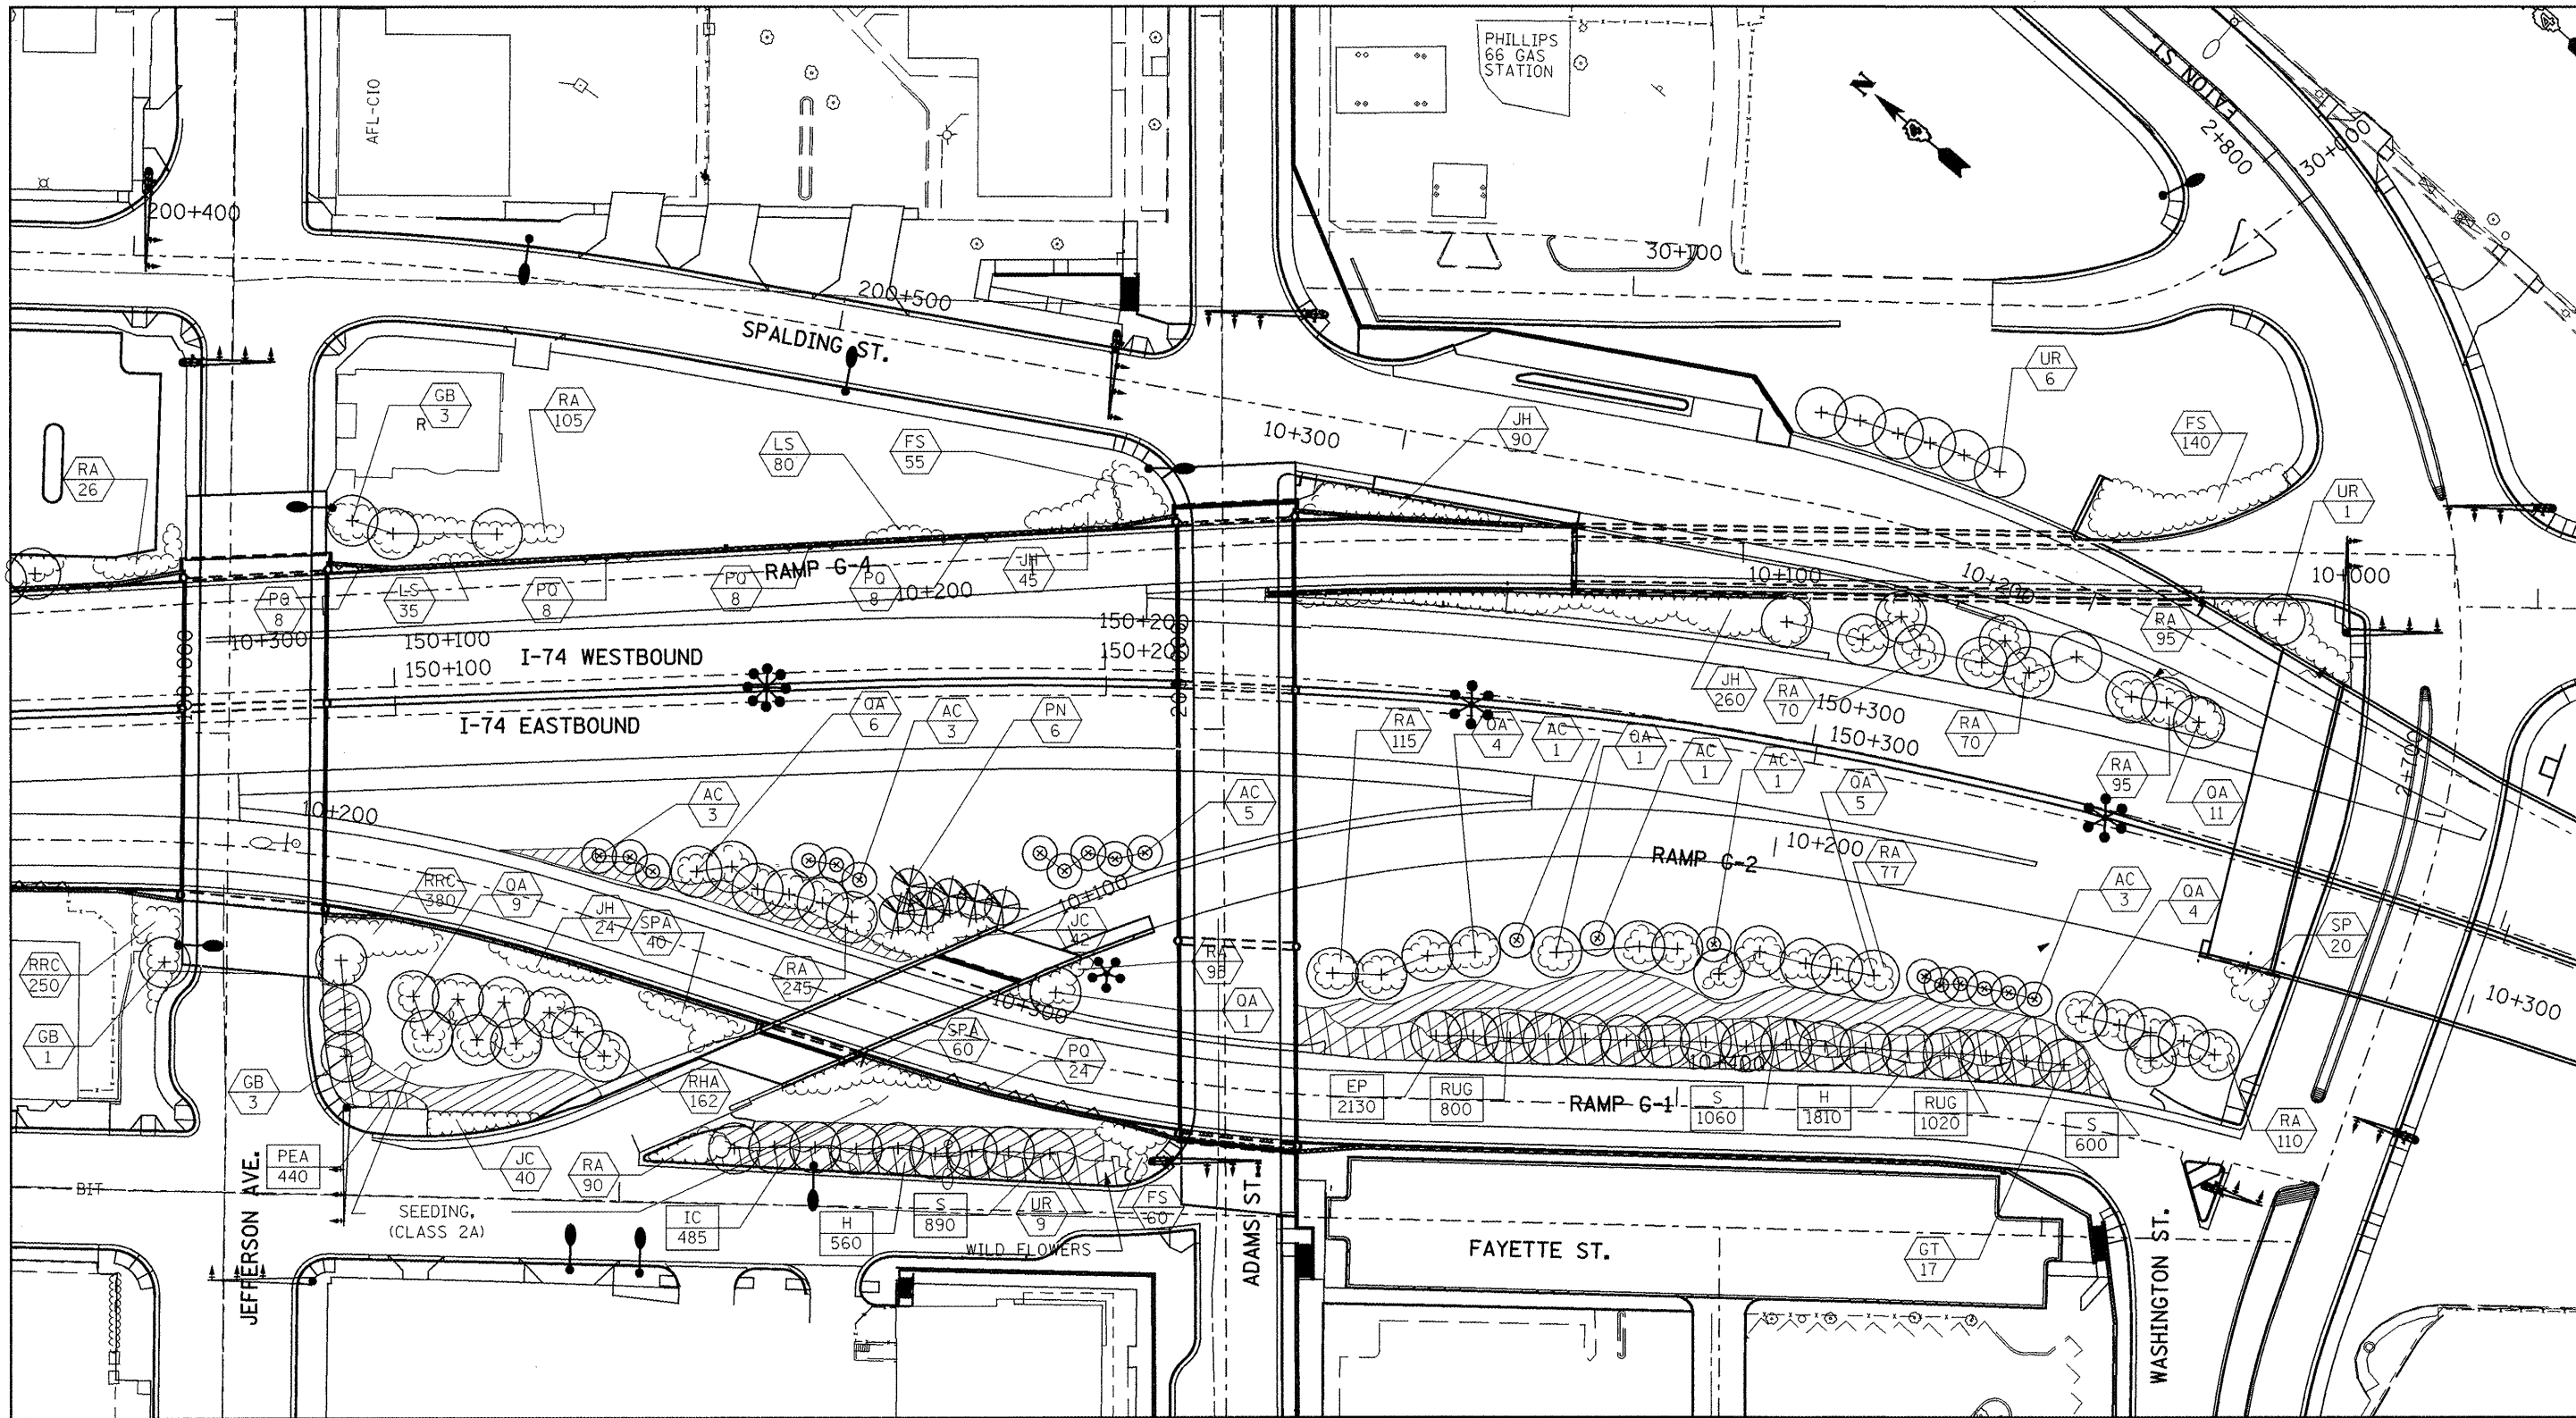 PHILLIPS
66 GAS
STATION
EATON ST.
2+800
30+00
N
AFL-CIO
200+400
30+100
200+500
SPALDING ST.
UR
6
GB
3
R
RA
105
10+300
JH
90
FS
140
LS
80
FS
55
RA
26
UR
1
RAMP G-4
10+200
JH
45
10+100
10+200
10+000
PQ
8
LS
35
PQ
8
PQ
8
PQ
8
10+300
150+100
150+100
150+200
150+200
RA
95
I-74 WESTBOUND
I-74 EASTBOUND
JH
260
RA
70
150+300
150+300
RA
70
QA
6
AC
3
PN
6
RA
115
QA
4
AC
1
QA
1
AC
1
AC
1
QA
5
RA
95
QA
11
2+700
AC
3
AC
5
10+200
RAMP G-2
10+200
RA
77
RRC
380
QA
9
JH
24
SPA
40
10+100
JC
42
AC
3
QA
4
SP
20
RRC
250
RA
245
RA
95
10+300
QA
1
10+300
GB
1
SPA
60
PQ
24
GB
3
RHA
162
EP
2130
RUG
800
10+400
RAMP G-1
S
1060
H
1810
RUG
1020
S
600
RA
110
PEA
440
JC
40
RA
90
BIT
SEEDING,
(CLASS 2A)
IC
485
H
560
S
890
UR
9
FS
60
WILD FLOWERS
JEFFERSON AVE.
ADAMS ST.
FAYETTE ST.
GT
17
WASHINGTON ST.